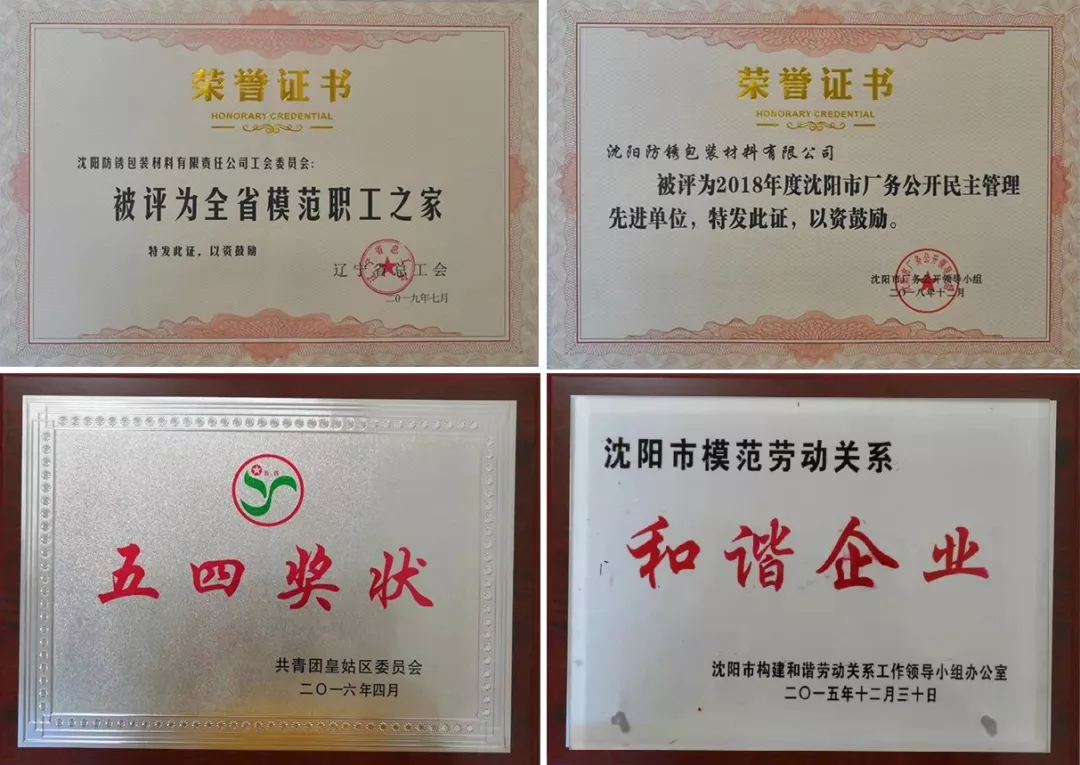 荣誉证书
HONORARY CREDENTIAL
沈阳防锈包装材料有限责任公司工会委员会:
被评为全省模范职工之家
特发此证，以资鼓励
辽宁省总工会
二〇一九年七月
荣誉证书
HONORARY CREDENTIAL
沈阳防锈包装材料有限公司
被评为2018年度沈阳市厂务公开民主管理
先进单位，特发此证，以资鼓励。
沈阳市厂务公开领导小组
二〇一八年十二月
五四奖状
共青团皇姑区委员会
二〇一六年四月
沈阳市模范劳动关系
和谐企业
沈阳市构建和谐劳动关系工作领导小组办公室
二〇一五年十二月三十日